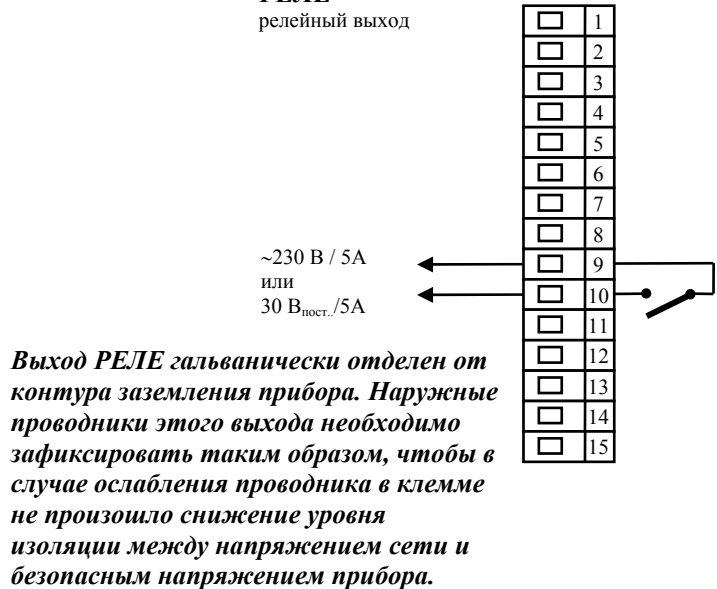 РЕЛЕ
релейный выход
1
2
3
4
5
6
7
8
~230 В / 5А
9
или
10
30 Впост../5А
11
12
13
14
15
Выход РЕЛЕ гальванически отделен от
контура заземления прибора. Наружные
проводники этого выхода необходимо
зафиксировать таким образом, чтобы в
случае ослабления проводника в клемме
не произошло снижение уровня
изоляции между напряжением сети и
безопасным напряжением прибора.